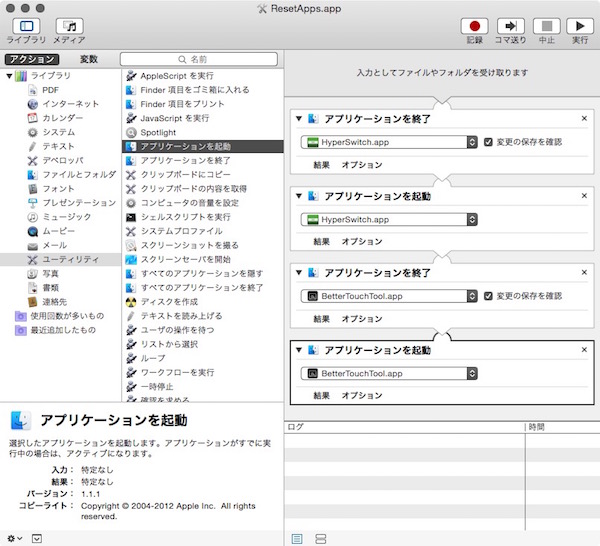 ResetApps.app
ライブラリ
メディア
記録
コマ送り
中止
実行
アクション
変数
名前
ライブラリ
PDF
インターネット
カレンダー
システム
テキスト
デベロッパ
ファイルとフォルダ
フォント
プレゼンテーション
ミュージック
ムービー
メール
ユーティリティ
写真
書類
連絡先
使用回数が多いもの
最近追加したもの
AppleScript を実行
Finder 項目をゴミ箱に入れる
Finder 項目をプリント
JavaScript を実行
Spotlight
アプリケーションを起動
アプリケーションを終了
クリップボードにコピー
クリップボードの内容を取得
コンピュータの音量を設定
シェルスクリプトを実行
システムプロファイル
スクリーンショットを撮る
スクリーンセーバを開始
すべてのアプリケーションを隠す
すべてのアプリケーションを終了
ディスクを作成
テキストを読み上げる
ユーザの操作を待つ
リストから選択
ループ
ワークフローを実行
一時停止
確認を求める
入力としてファイルやフォルダを受け取ります
アプリケーションを終了
HyperSwitch.app
変更の保存を確認
結果 オプション
アプリケーションを起動
HyperSwitch.app
結果 オプション
アプリケーションを終了
BetterTouchTool.app
変更の保存を確認
結果 オプション
アプリケーションを起動
BetterTouchTool.app
結果 オプション
ログ
時間
アプリケーションを起動
選択したアプリケーションを起動します。アプリケーションがすでに実
行中の場合は、アクティブになります。
入力： 特定なし
結果： 特定なし
バージョン： 1.1.1
コピーライト： Copyright © 2004-2012 Apple Inc. All rights
reserved.